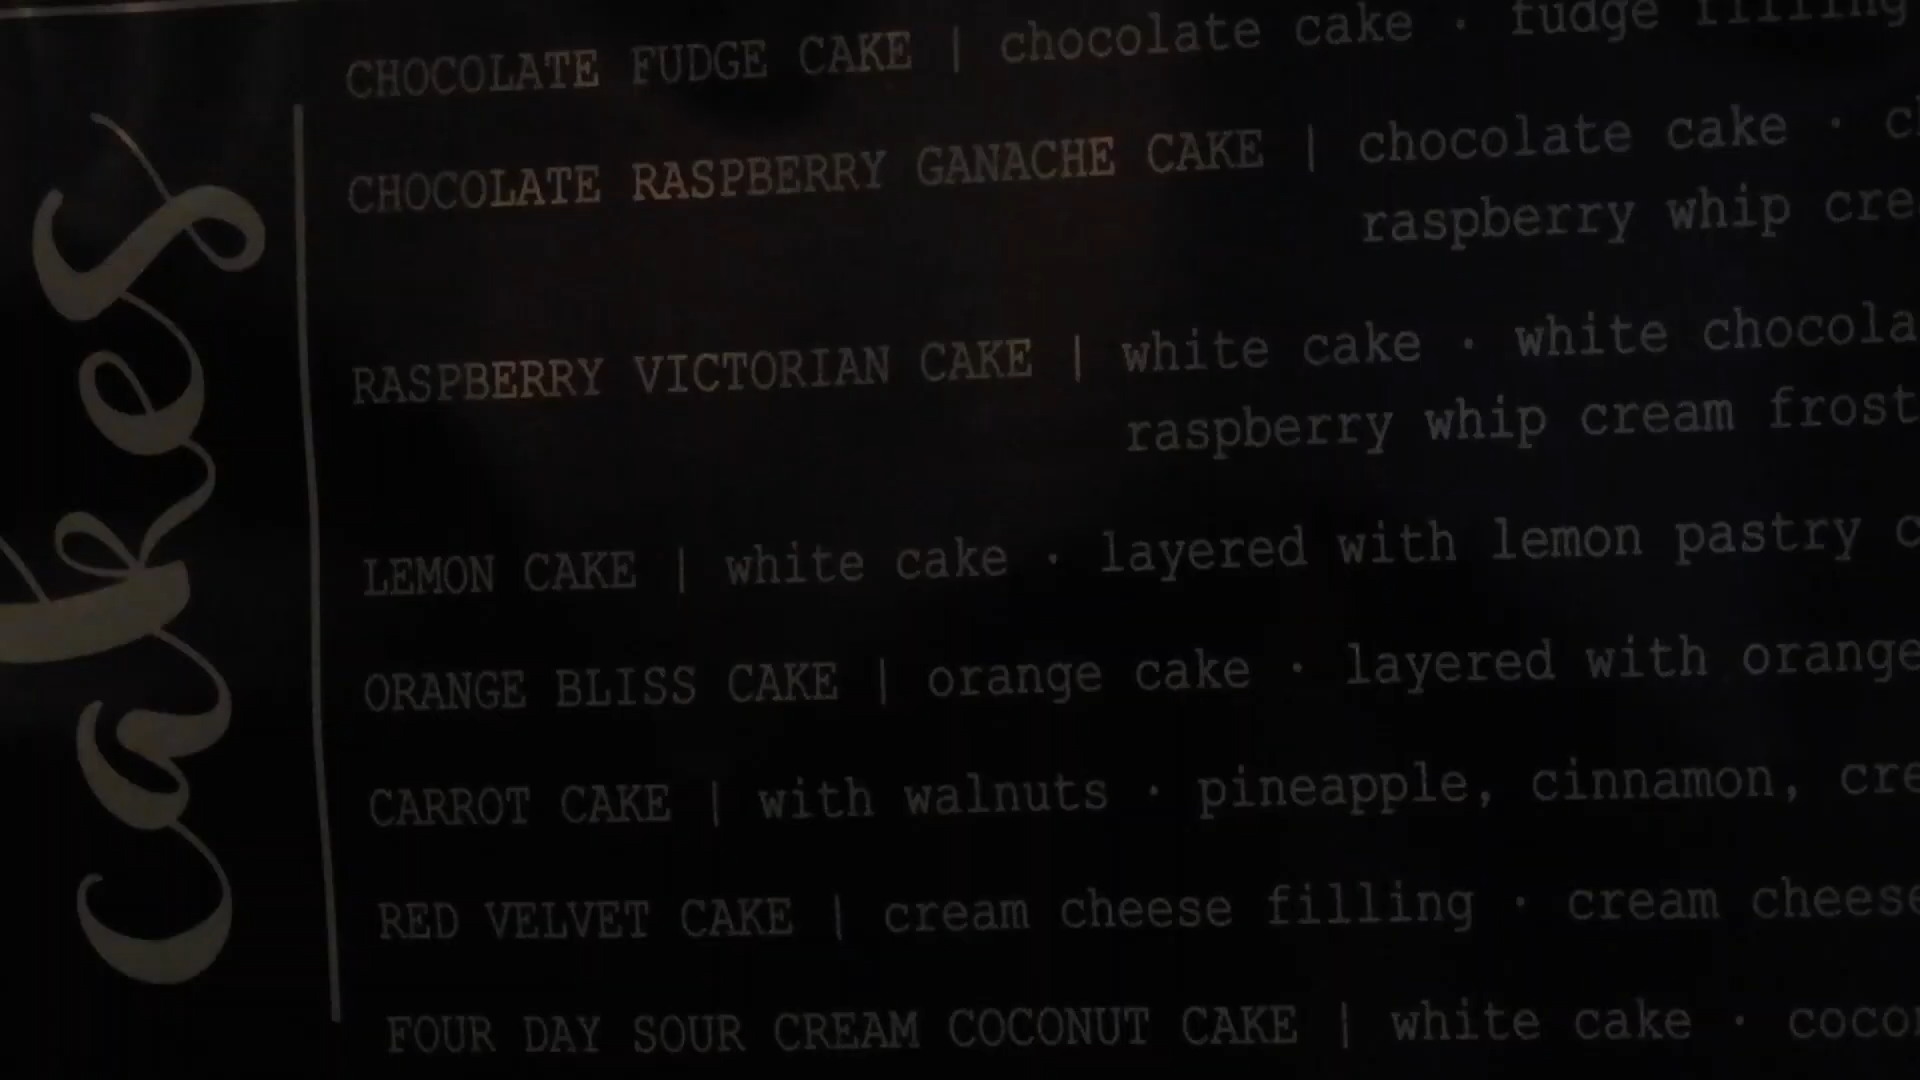 cakes
CHOCOLATE FUDGE CAKE | chocolate cake · fudge filling
CHOCOLATE RASPBERRY GANACHE CAKE | chocolate cake ·
raspberry whip
RASPBERRY VICTORIAN CAKE | white cake · white
raspberry whip cream
LEMON CAKE | white cake · layered with lemon pastry
ORANGE BLISS CAKE | orange cake · layered with orange
CARROT CAKE | with walnuts · pineapple, cinnamon,
RED VELVET CAKE | cream cheese filling · cream cheese
FOUR DAY SOUR CREAM COCONUT CAKE | white cake ·